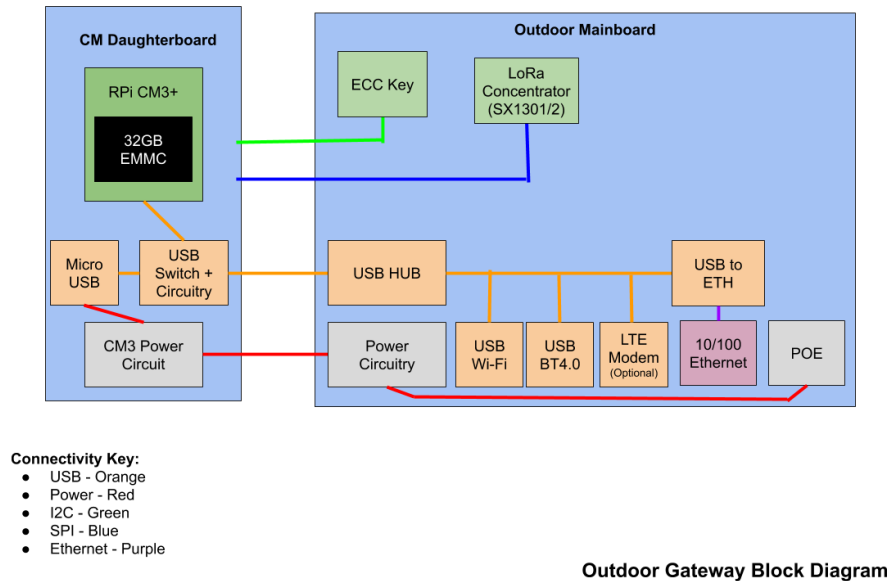 CM Daughterboard
RPi CM3+
32GB
EMMC
Micro
USB
USB
Switch +
Circuitry
CM3 Power
Circuit
Outdoor Mainboard
ECC Key
LoRa
Concentrator
(SX1301/2)
USB HUB
USB to
ETH
Power
Circuitry
USB
Wi-Fi
USB
BT4.0
LTE
Modem
(Optional)
10/100
Ethernet
POE
Connectivity Key:
● USB - Orange
● Power - Red
● I2C - Green
● SPI - Blue
● Ethernet - Purple
Outdoor Gateway Block Diagram